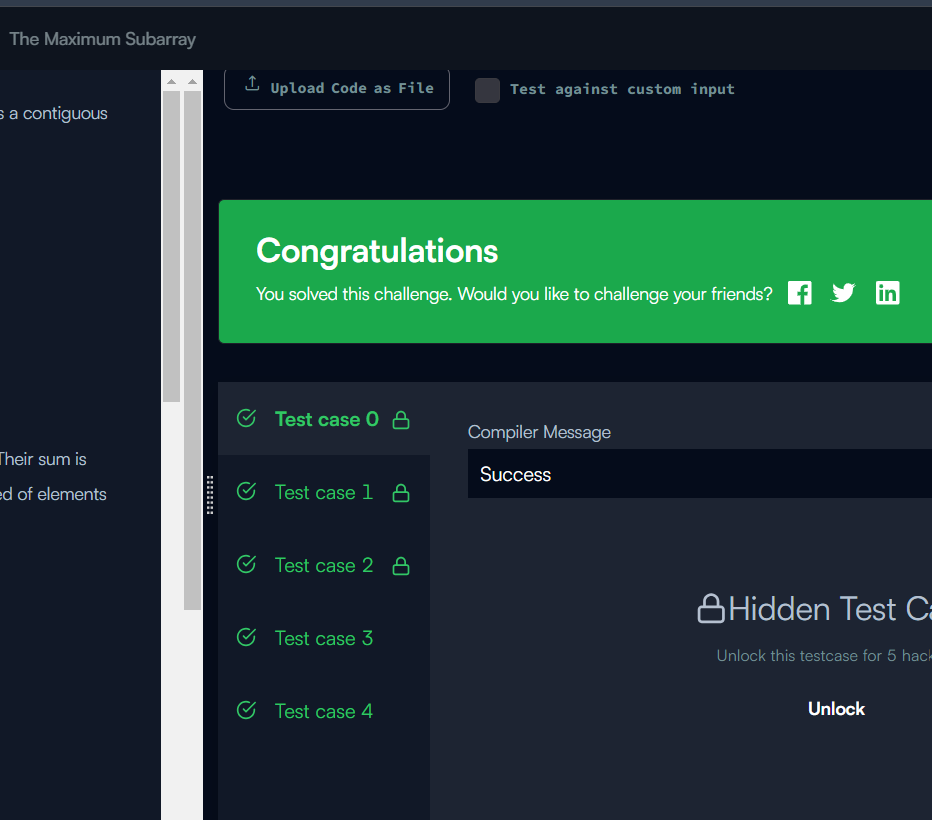 The Maximum Subarray
s a contiguous
Their sum is
ed of elements
Upload Code as File
Test against custom input
Congratulations
You solved this challenge. Would you like to challenge your friends?
Test case 0
Test case 1
Test case 2
Test case 3
Test case 4
Compiler Message
Success
Hidden Test Ca
Unlock this testcase for 5 hack
Unlock